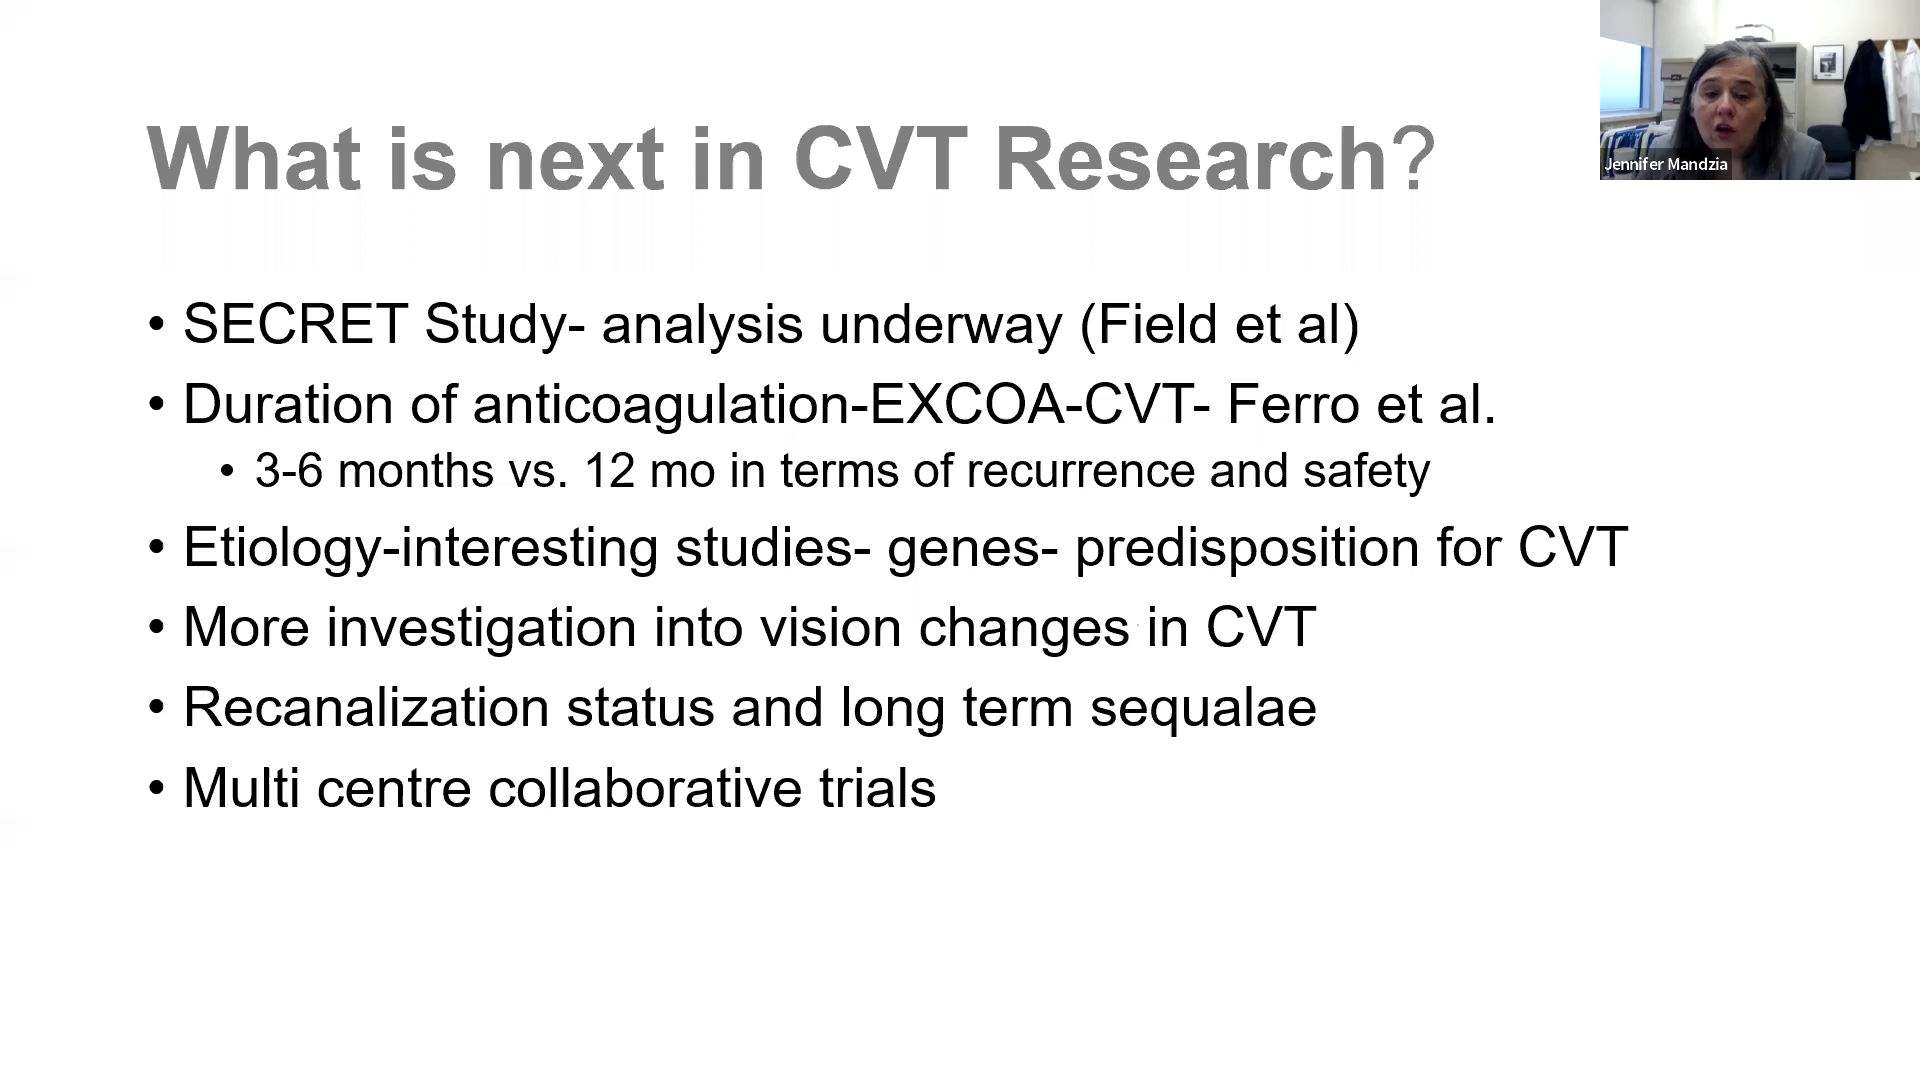 What is next in CVT Research?
Jennifer Mandzia
• SECRET Study- analysis underway (Field et al)
• Duration of anticoagulation-EXCOA-CVT- Ferro et al.
• 3-6 months vs. 12 mo in terms of recurrence and safety
• Etiology-interesting studies- genes- predisposition for CVT
• More investigation into vision changes in CVT
• Recanalization status and long term sequalae
• Multi centre collaborative trials